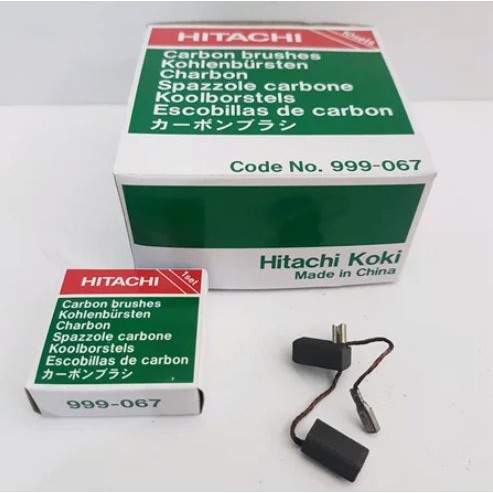 HITACHI
10sets
Carbon brushes
Kohlenbürsten
Charbon
Spazzole carbone
Koolborstels
Escobillas de carbon
カーボンブラシ
Code No. 999-067
Hitachi Koki
Made in China
HITACHI
1set
Carbon brushes
Kohlenbürsten
Charbon
Spazzole carbone
Koolborstels
Escobillas de carbon
カーボンブラシ
999-067